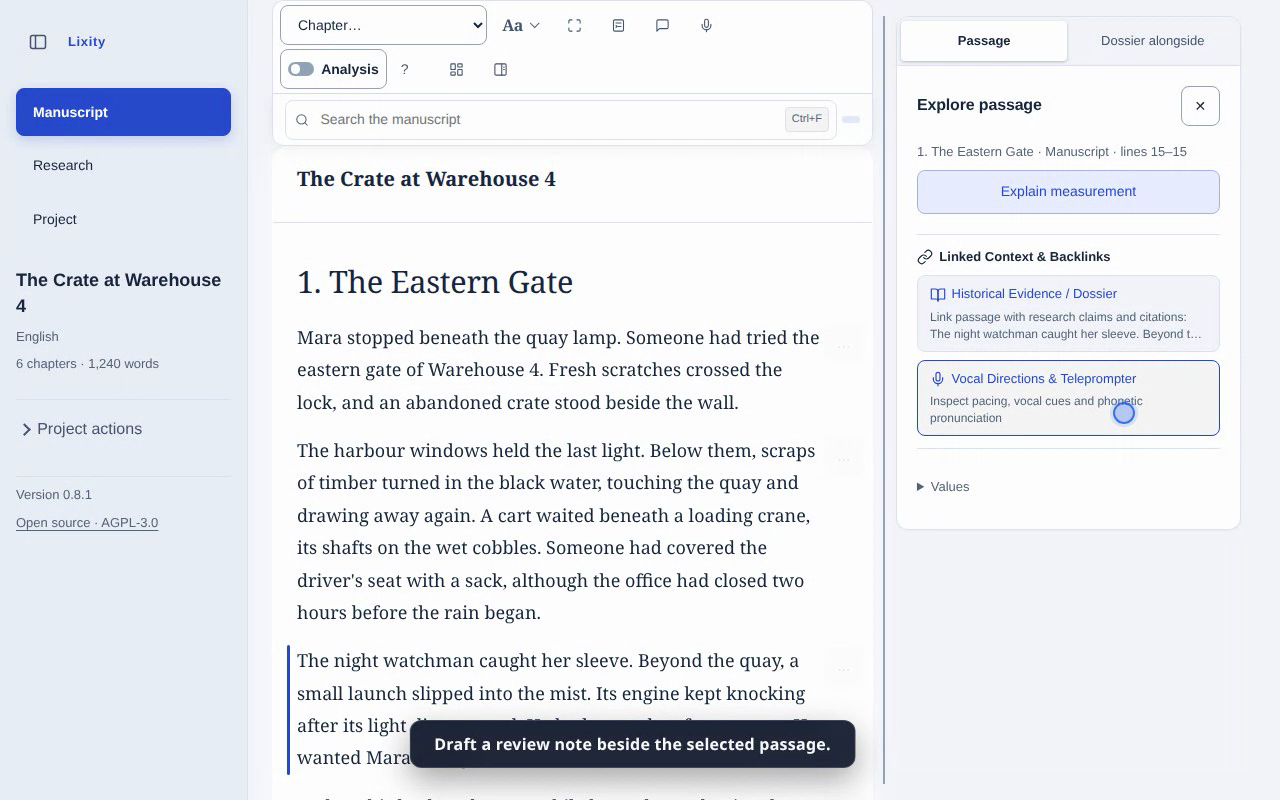 Lixity
Manuscript
Research
Project
The Crate at Warehouse
4
English
6 chapters · 1,240 words
Project actions
Version 0.8.1
Open source · AGPL-3.0
Chapter…
Aa
Analysis
?
Search the manuscript
Ctrl+F
The Crate at Warehouse 4
1. The Eastern Gate
Mara stopped beneath the quay lamp. Someone had tried the
eastern gate of Warehouse 4. Fresh scratches crossed the
lock, and an abandoned crate stood beside the wall.
The harbour windows held the last light. Below them, scraps
of timber turned in the black water, touching the quay and
drawing away again. A cart waited beneath a loading crane,
its shafts on the wet cobbles. Someone had covered the
driver's seat with a sack, although the office had closed two
hours before the rain began.
The night watchman caught her sleeve. Beyond the quay, a
small launch slipped into the mist. Its engine kept knocking
after its light
wanted Mara
Draft a review note beside the selected passage.
Passage
Dossier alongside
Explore passage
×
1. The Eastern Gate · Manuscript · lines 15–15
Explain measurement
Linked Context & Backlinks
Historical Evidence / Dossier
Link passage with research claims and citations:
The night watchman caught her sleeve. Beyond t…
Vocal Directions & Teleprompter
Inspect pacing, vocal cues and phonetic
pronunciation
Values